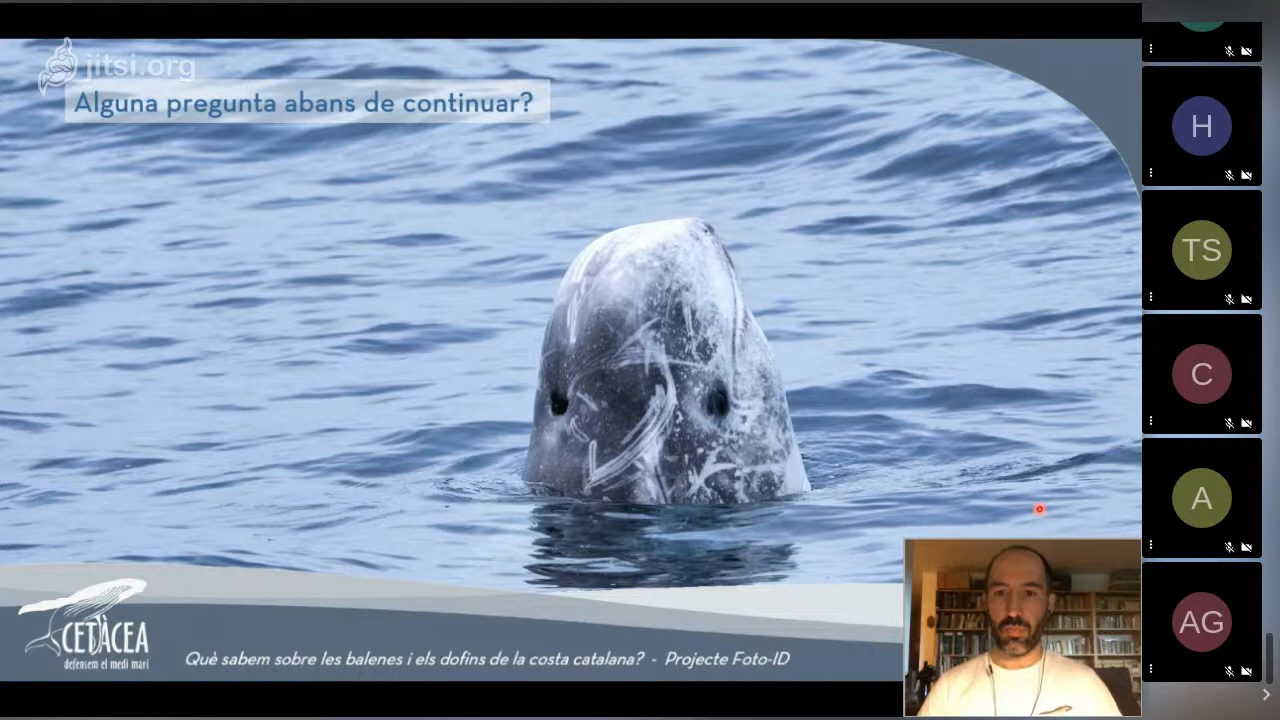 jitsi.org
Alguna pregunta abans de continuar?
H
TS
C
A
AG
CETÀCEA
defensem el medi marí
Què sabem sobre les balenes i els dofins de la costa catalana? - Projecte Foto-ID